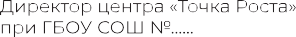 Директор центра «Точка Роста»
при ГБОУ СОШ №......